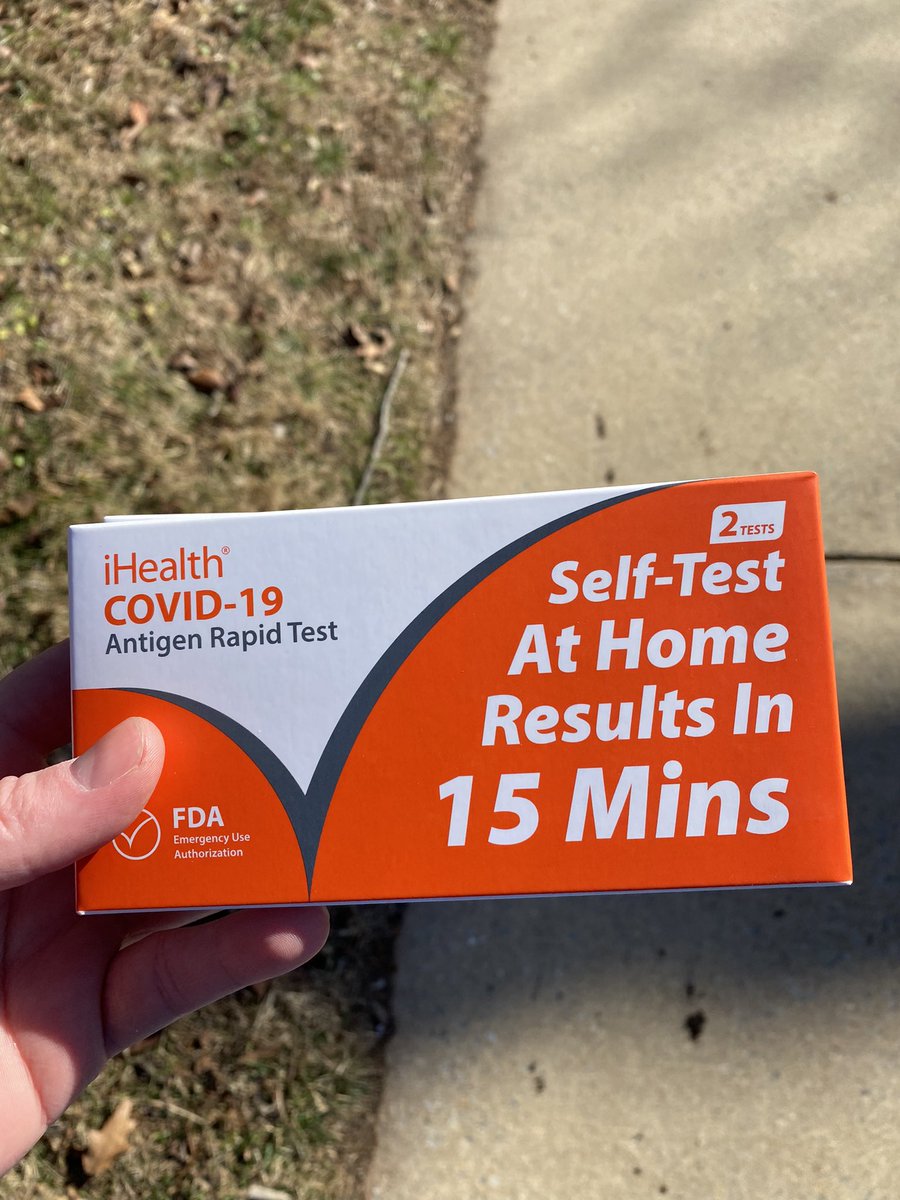 iHealth®
COVID-19
Antigen Rapid Test
FDA
Emergency Use
Authorization
2 TESTS
Self-Test
At Home
Results In
15 Mins